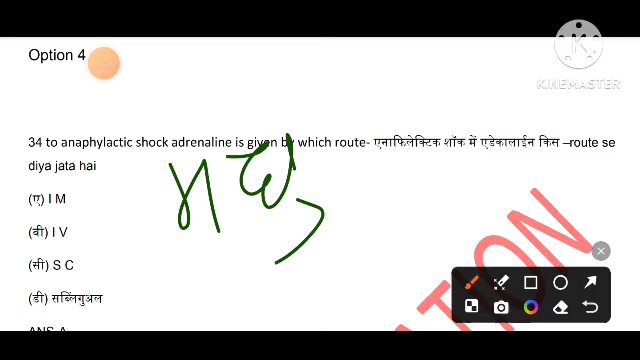 Option 4
KINEMASTER
34 to anaphylactic shock adrenaline is given by which route- एनाफिलेक्टिक शॉक में एडेकालाईन किस –route se
diya jata hai
(ए) I M
(बी) I V
(सी) S C
(डी) सब्लिंगुअल
ANS A